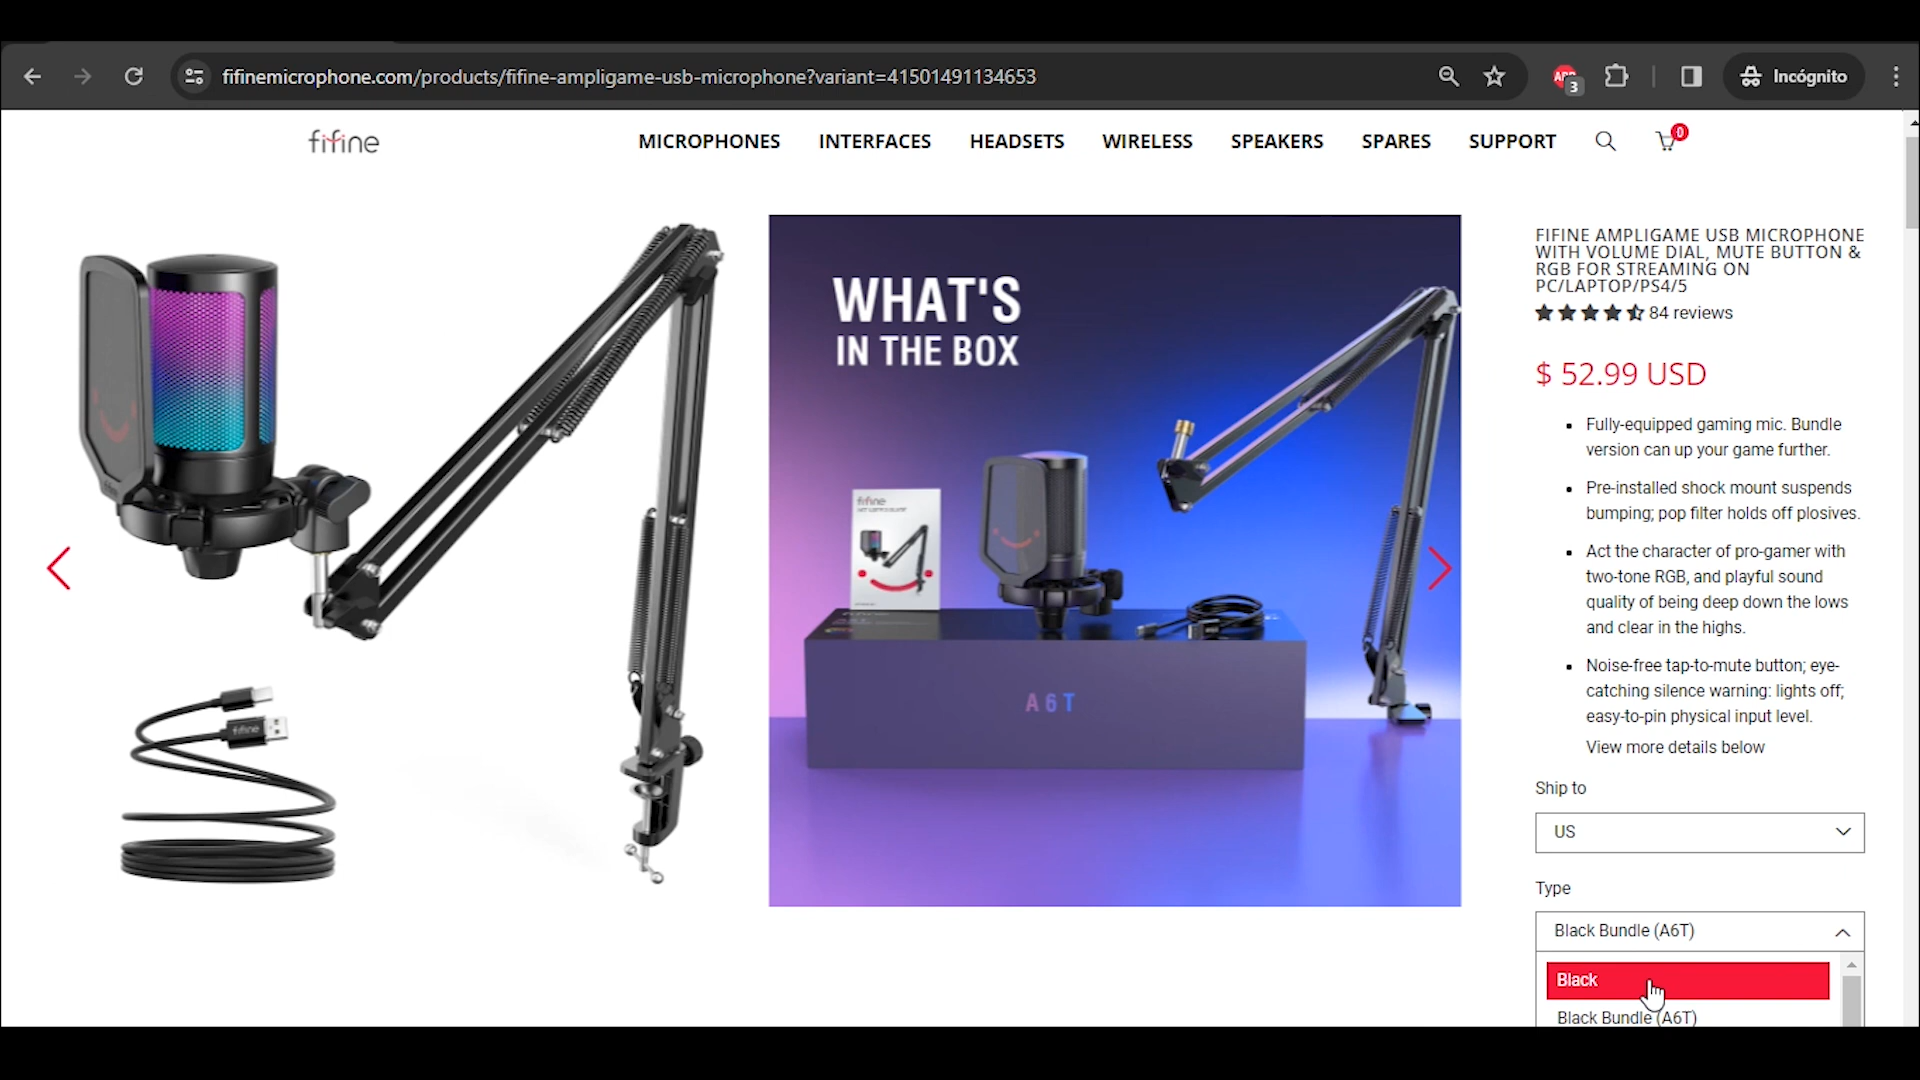 fifinemicrophone.com/products/fifine-ampligame-usb-microphone?variant=41501491134653
3
Incógnito
fifine
MICROPHONES
INTERFACES
HEADSETS
WIRELESS
SPEAKERS
SPARES
SUPPORT
0
WHAT'S
IN THE BOX
fifine
A6T
fifine
FIFINE AMPLIGAME USB MICROPHONE
WITH VOLUME DIAL, MUTE BUTTON &
RGB FOR STREAMING ON
PC/LAPTOP/PS4/5
84 reviews
$ 52.99 USD
Fully-equipped gaming mic. Bundle
version can up your game further.
Pre-installed shock mount suspends
bumping; pop filter holds off plosives.
Act the character of pro-gamer with
two-tone RGB, and playful sound
quality of being deep down the lows
and clear in the highs.
Noise-free tap-to-mute button; eye-
catching silence warning: lights off;
easy-to-pin physical input level.
View more details below
Ship to
US
Type
Black Bundle (A6T)
Black
Black Bundle (A6T)